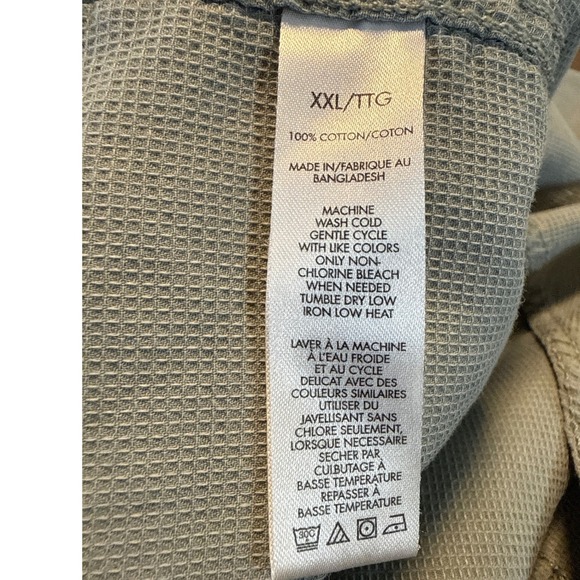 XXL/TTG
100% COTTON/COTON
MADE IN/FABRIQUE AU
BANGLADESH
MACHINE
WASH COLD
GENTLE CYCLE
WITH LIKE COLORS
ONLY NON-
CHLORINE BLEACH
WHEN NEEDED
TUMBLE DRY LOW
IRON LOW HEAT
LAVER À LA MACHINE
À L'EAU FROIDE
ET AU CYCLE
DELICAT AVEC DES
COULEURS SIMILAIRES
UTILISER DU
JAVELLISANT SANS
CHLORE SEULEMENT,
LORSQUE NECESSAIRE
SECHER PAR
CULBUTAGE À
BASSE TEMPERATURE
REPASSER À
BASSE TEMPERATURE